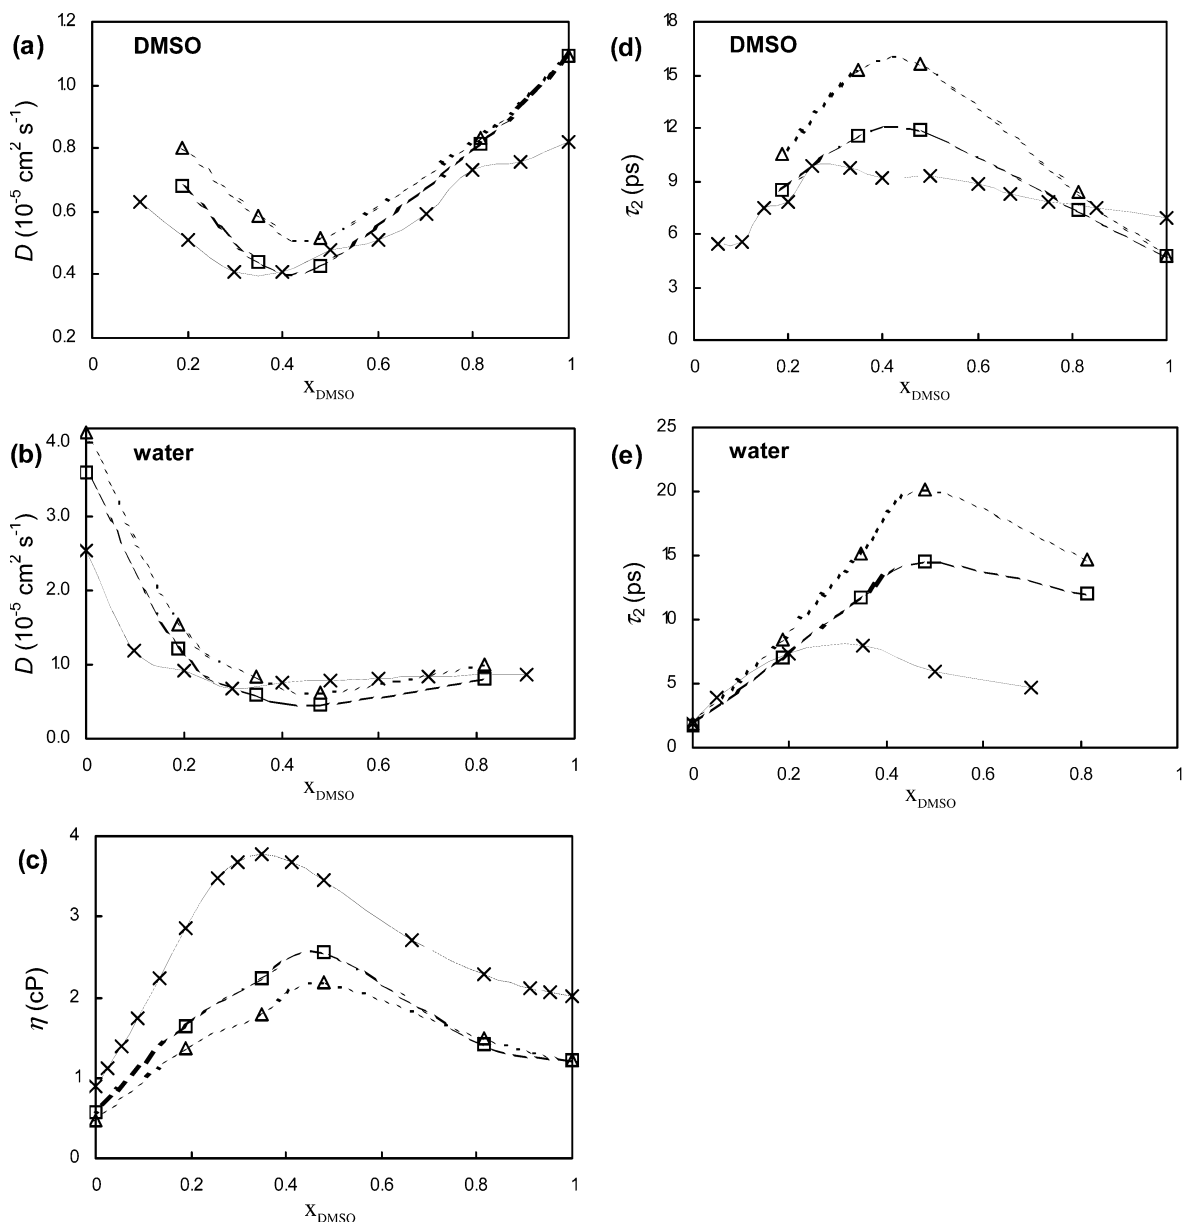 (a) DMSO
1.2
1.0
0.8
0.6
0.4
0.2
D (10⁻⁵ cm² s⁻¹)
0 0.2 0.4 0.6 0.8 1
x_DMSO
(d) DMSO
18
15
12
9
6
3
0
τ₂ (ps)
0 0.2 0.4 0.6 0.8 1
x_DMSO
(b) water
4.0
3.0
2.0
1.0
0.0
D (10⁻⁵ cm² s⁻¹)
0 0.2 0.4 0.6 0.8 1
x_DMSO
(e) water
25
20
15
10
5
0
τ₂ (ps)
0 0.2 0.4 0.6 0.8 1
x_DMSO
(c)
4
3
2
1
0
η (cP)
0 0.2 0.4 0.6 0.8 1
x_DMSO